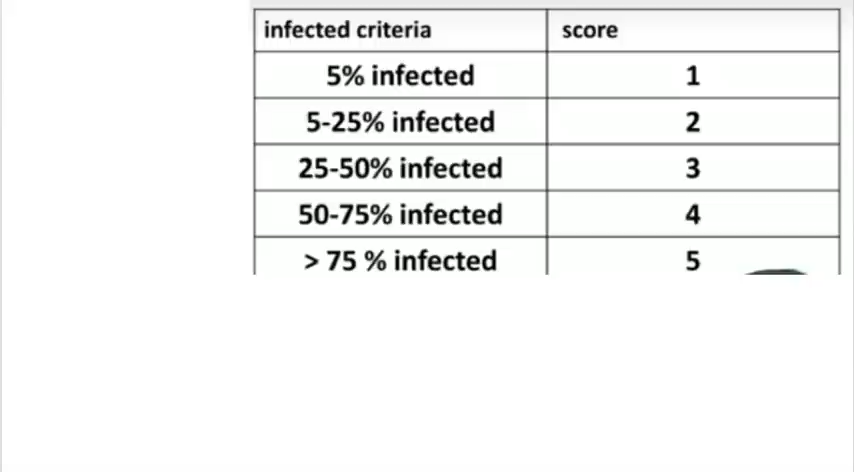 infected criteria score
5% infected 1
5-25% infected 2
25-50% infected 3
50-75% infected 4
> 75 % infected 5